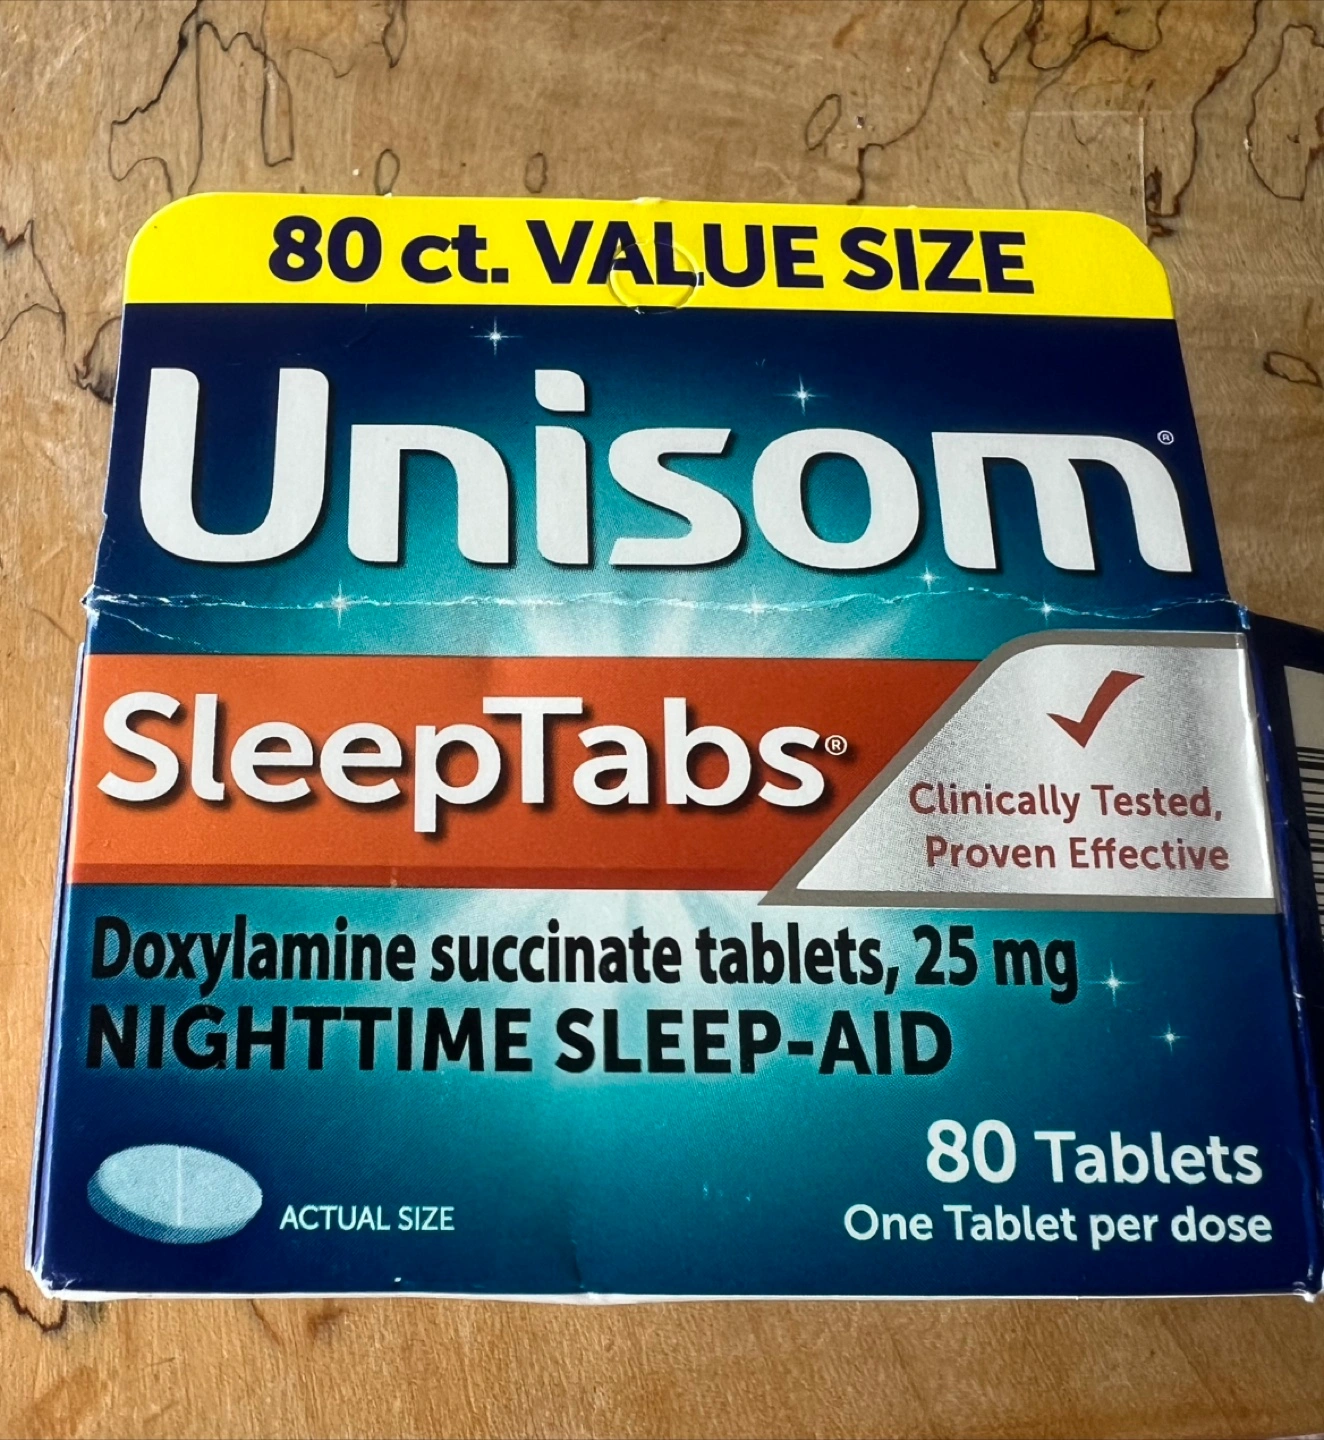 80 ct. VALUE SIZE
Unisom®
SleepTabs®
Clinically Tested,
Proven Effective
Doxylamine succinate tablets, 25 mg
NIGHTTIME SLEEP-AID
80 Tablets
One Tablet per dose
ACTUAL SIZE